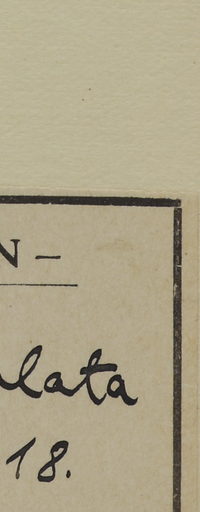 N –
lata
18.